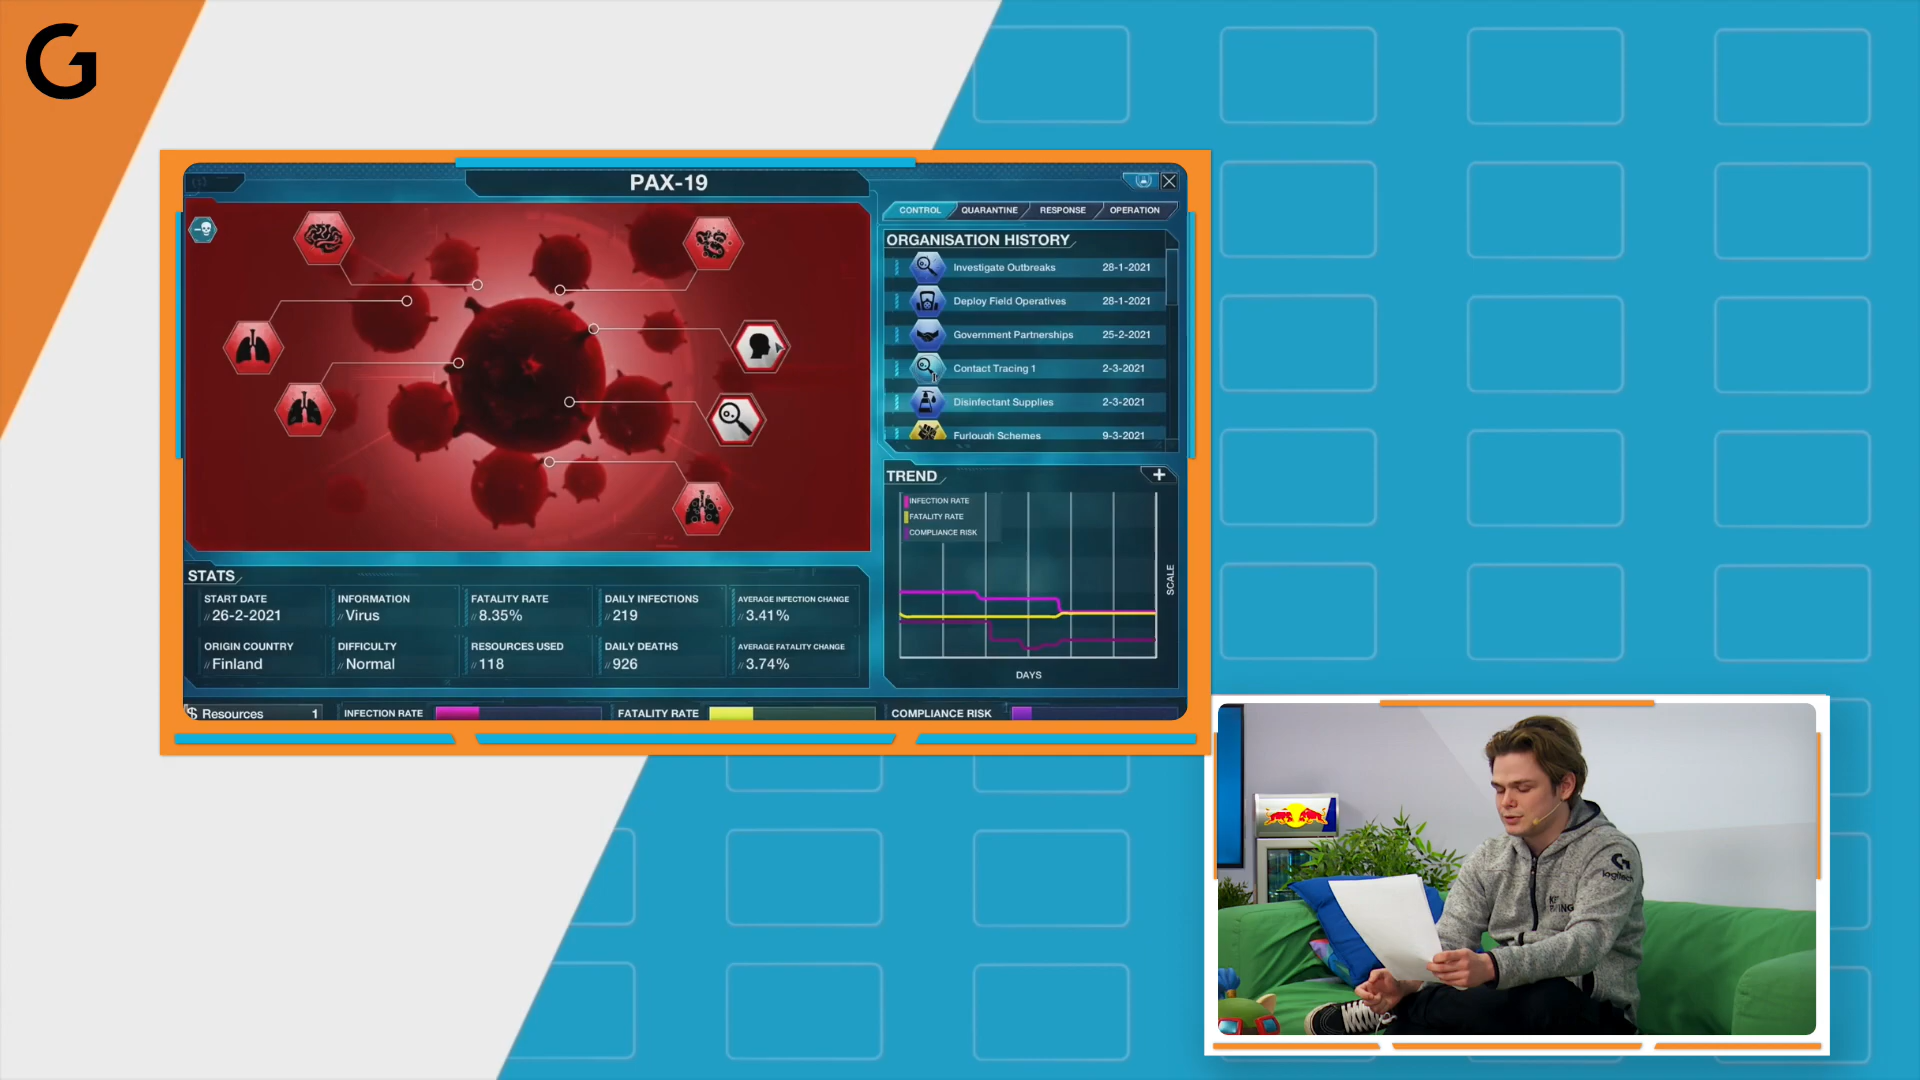 G
PAX-19
CONTROL
QUARANTINE
RESPONSE
OPERATION
ORGANISATION HISTORY
Investigate Outbreaks 28-1-2021
Deploy Field Operatives 28-1-2021
Government Partnerships 25-2-2021
Contact Tracing 1 2-3-2021
Disinfectant Supplies 2-3-2021
Furlough Schemes 9-3-2021
TREND
+
INFECTION RATE
FATALITY RATE
COMPLIANCE RISK
SCALE
DAYS
STATS
START DATE
// 26-2-2021
INFORMATION
// Virus
FATALITY RATE
// 8.35%
DAILY INFECTIONS
// 219
AVERAGE INFECTION CHANGE
// 3.41%
ORIGIN COUNTRY
// Finland
DIFFICULTY
// Normal
RESOURCES USED
// 118
DAILY DEATHS
// 926
AVERAGE FATALITY CHANGE
// 3.74%
$ Resources 1
INFECTION RATE
FATALITY RATE
COMPLIANCE RISK
logitech